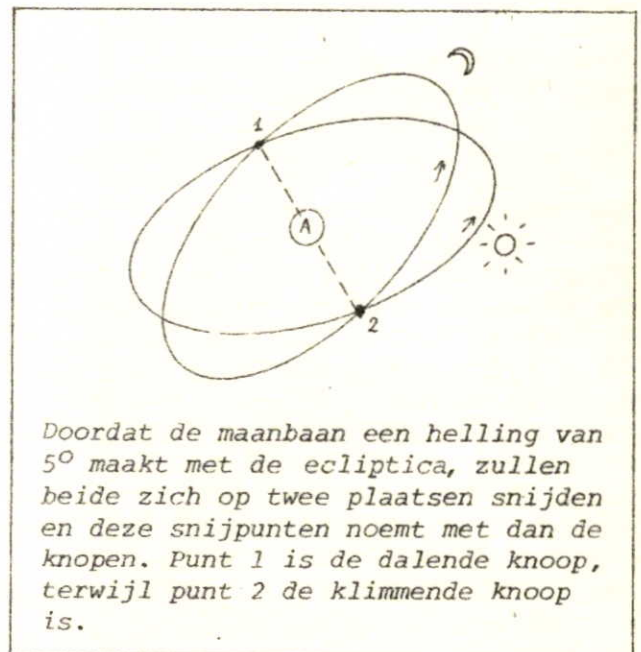 1
A
2
Doordat de maanbaan een helling van
5° maakt met de ecliptica, zullen
beide zich op twee plaatsen snijden
en deze snijpunten noemt met dan de
knopen. Punt 1 is de dalende knoop,
terwijl punt 2 de klimmende knoop
is.